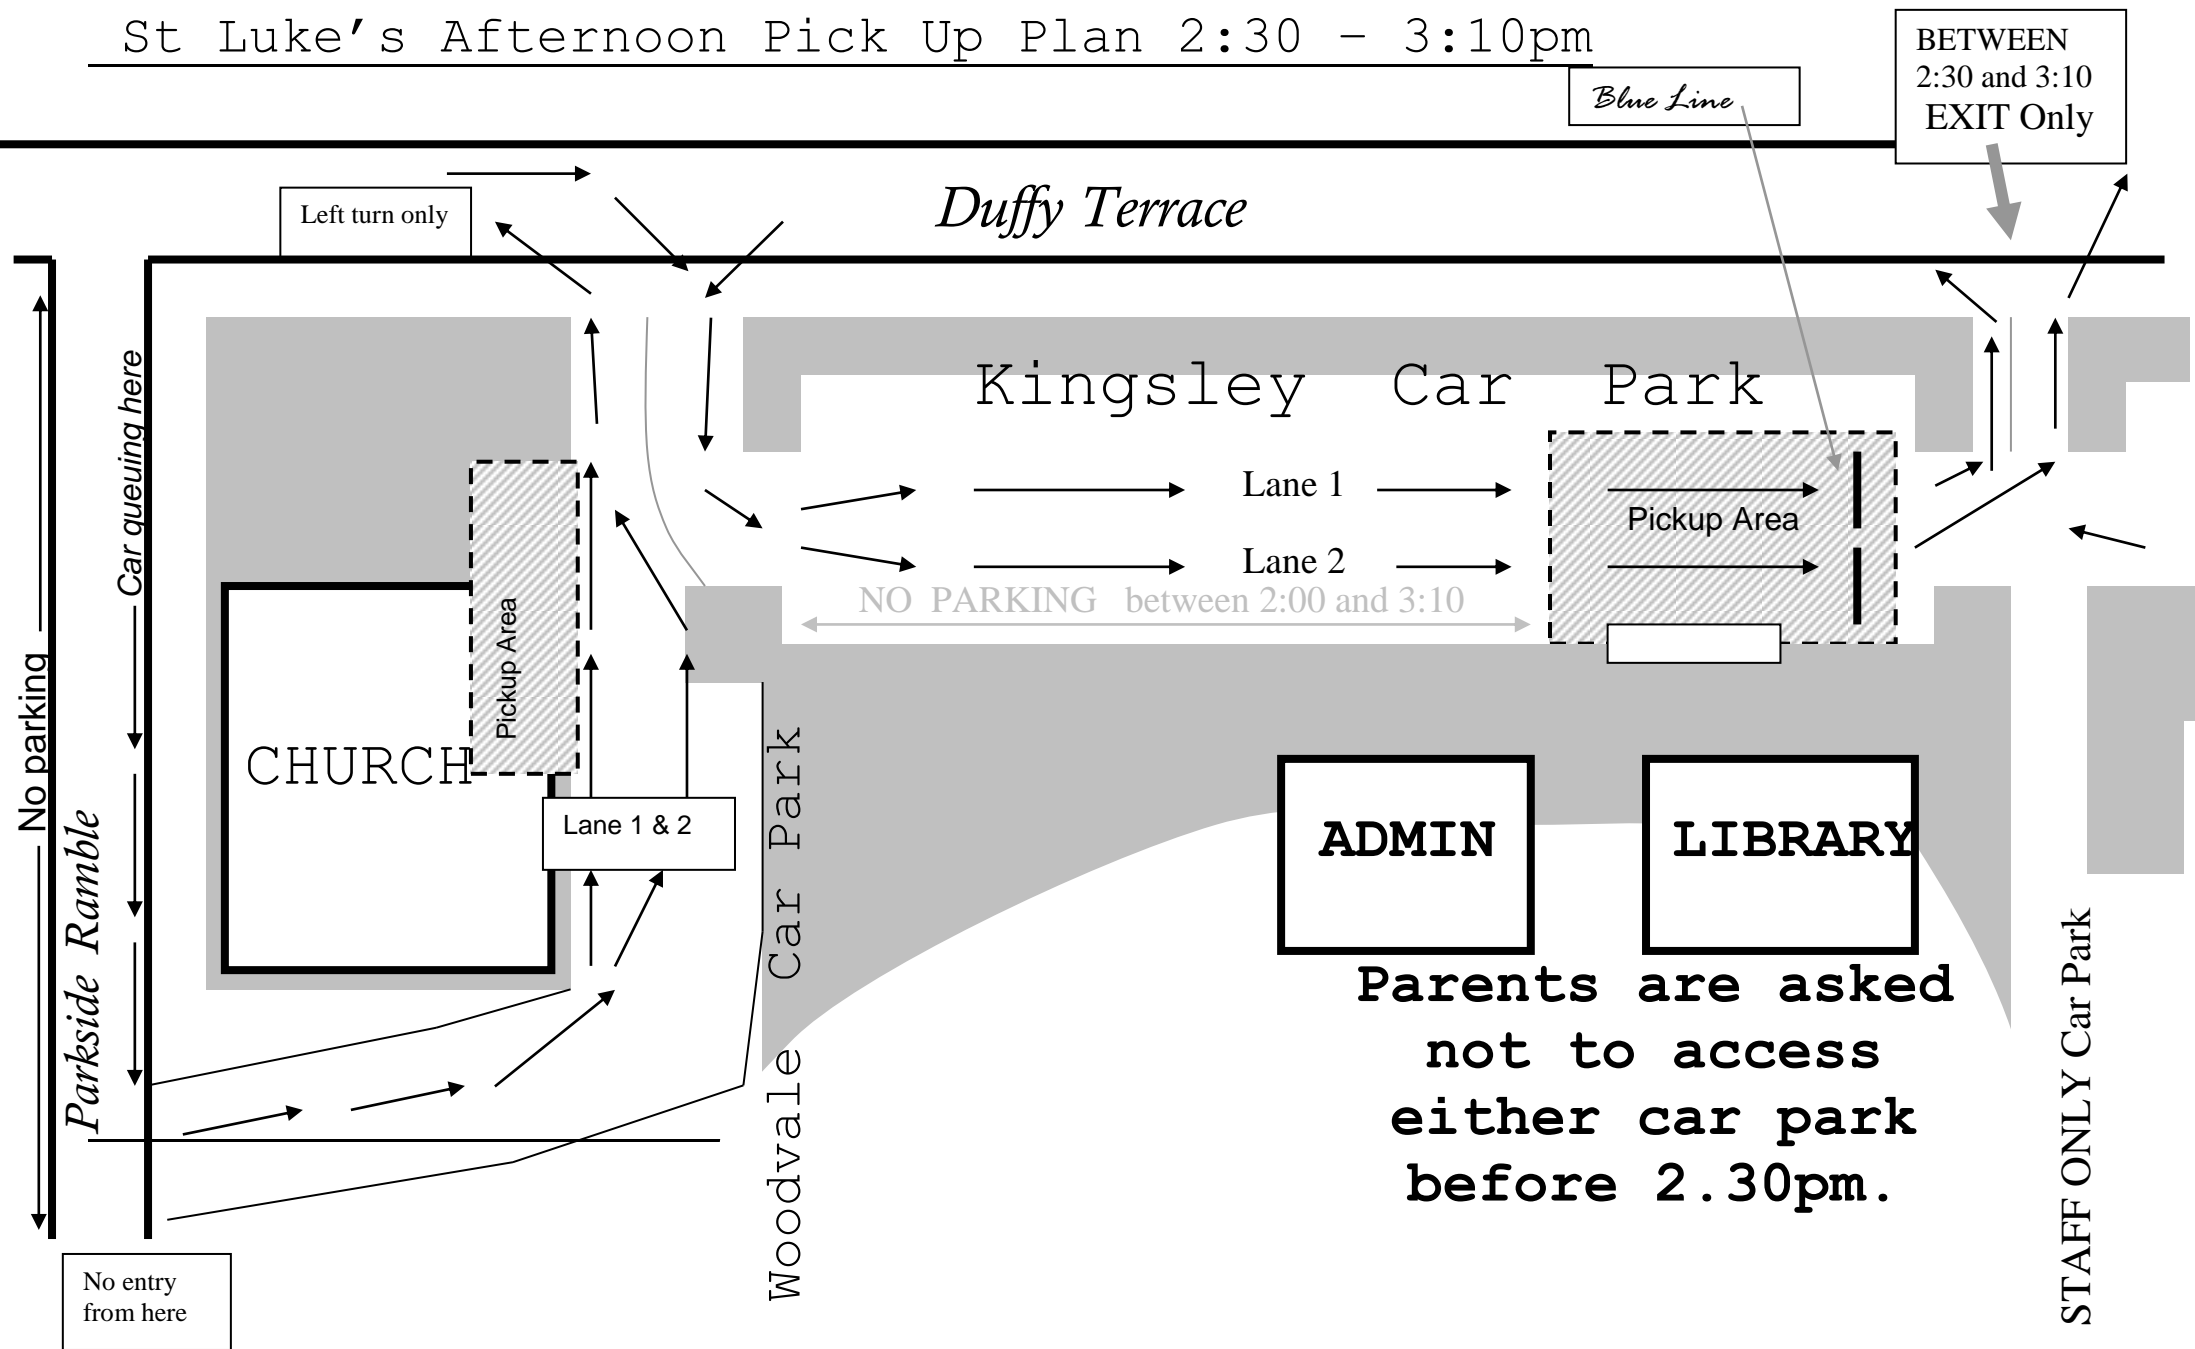 St Luke’s Afternoon Pick Up Plan 2:30 – 3:10pm
BETWEEN
2:30 and 3:10
EXIT Only
Blue Line
Left turn only
Duffy Terrace
Kingsley Car Park
Car queuing here
Lane 1
Pickup Area
Lane 2
NO PARKING between 2:00 and 3:10
Pickup Area
No parking
CHURCH
Lane 1 & 2
Parkside Ramble
Woodvale Car Park
ADMIN
LIBRARY
Parents are asked
not to access
either car park
before 2.30pm.
STAFF ONLY Car Park
No entry
from here